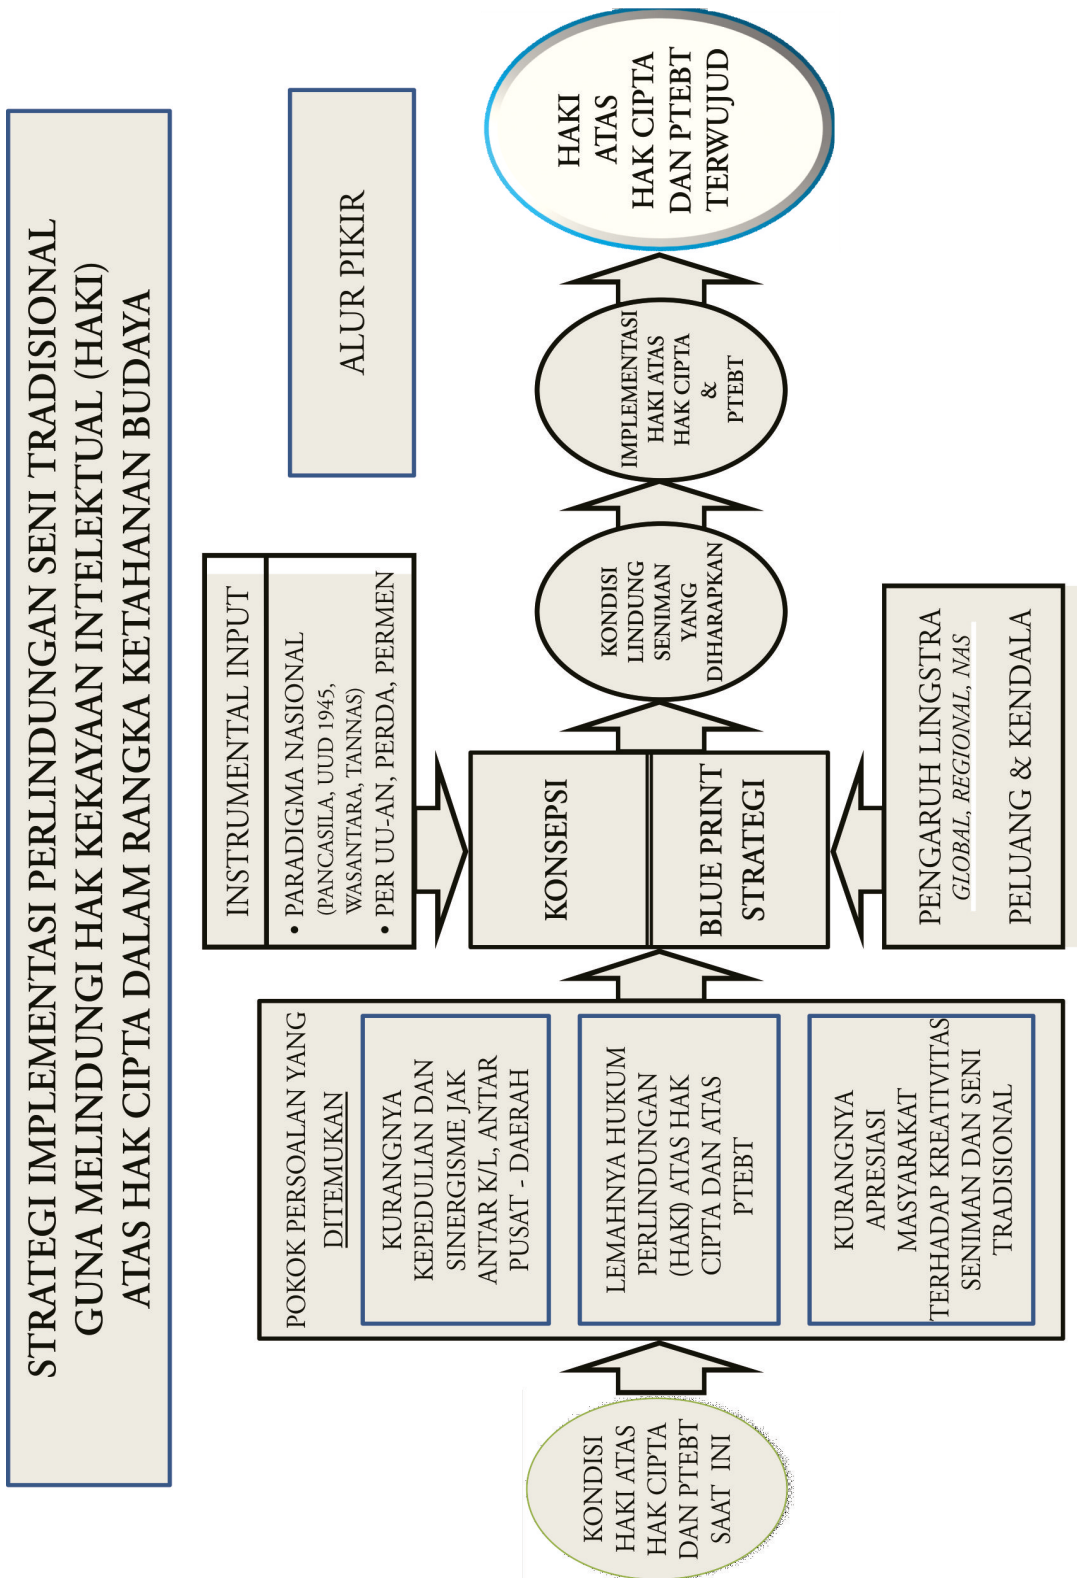 STRATEGI IMPLEMENTASI PERLINDUNGAN SENI TRADISIONAL
GUNA MELINDUNGI HAK KEKAYAAN INTELEKTUAL (HAKI)
ATAS HAK CIPTA DALAM RANGKA KETAHANAN BUDAYA
ALUR PIKIR
KONDISI
HAKI ATAS
HAK CIPTA
DAN PTEBT
SAAT INI
POKOK PERSOALAN YANG
DITEMUKAN
KURANGNYA
KEPEDULIAN DAN
SINERGISME JAK
ANTAR K/L, ANTAR
PUSAT - DAERAH
LEMAHNYA HUKUM
PERLINDUNGAN
(HAKI) ATAS HAK
CIPTA DAN ATAS
PTEBT
KURANGNYA
APRESIASI
MASYARAKAT
TERHADAP KREATIVITAS
SENIMAN DAN SENI
TRADISIONAL
INSTRUMENTAL INPUT
• PARADIGMA NASIONAL
(PANCASILA, UUD 1945,
WASANTARA, TANNAS)
• PER UU-AN, PERDA, PERMEN
KONSEPSI
BLUE PRINT
STRATEGI
PENGARUH LINGSTRA
GLOBAL, REGIONAL, NAS
PELUANG & KENDALA
KONDISI
LINDUNG
SENIMAN
YANG
DIHARAPKAN
IMPLEMENTASI
HAKI ATAS
HAK CIPTA
&
PTEBT
HAKI
ATAS
HAK CIPTA
DAN PTEBT
TERWUJUD